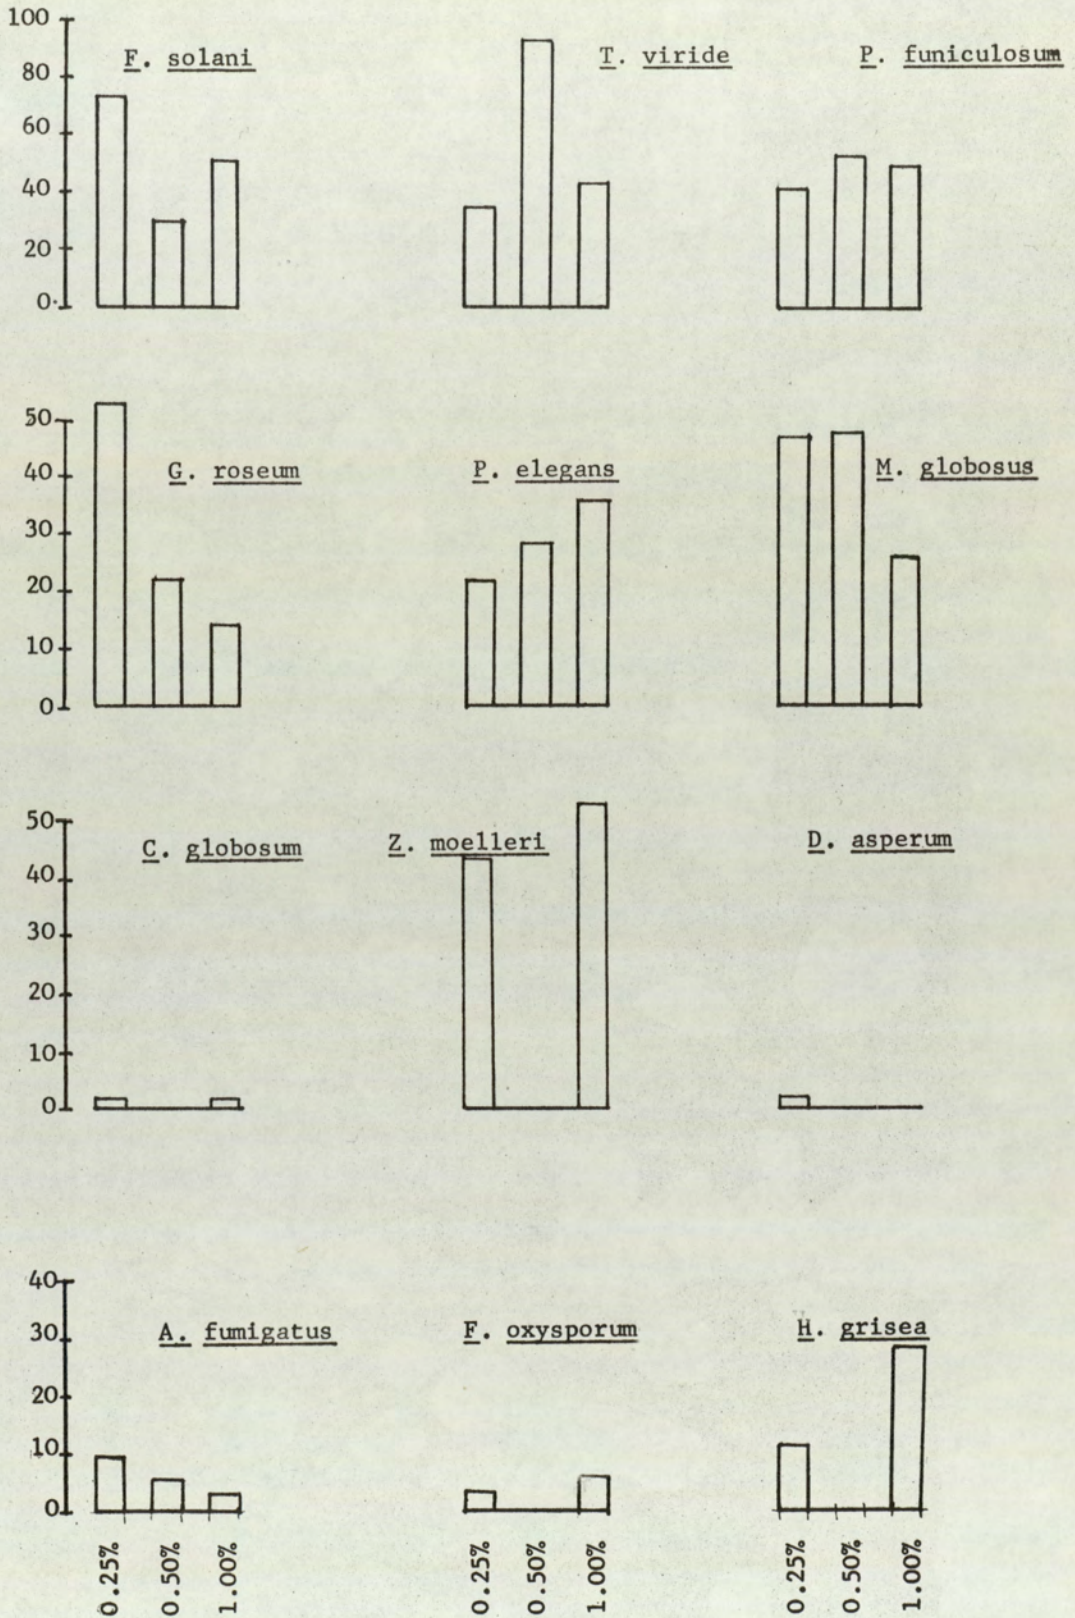 100
80
60
40
20
0
F. solani
T. viride
P. funiculosum
50
40
30
20
10
0
G. roseum
P. elegans
M. globosus
50
40
30
20
10
0
C. globosum
Z. moelleri
D. asperum
40
30
20
10
0
A. fumigatus
F. oxysporum
H. grisea
0.25%
0.50%
1.00%
0.25%
0.50%
1.00%
0.25%
0.50%
1.00%